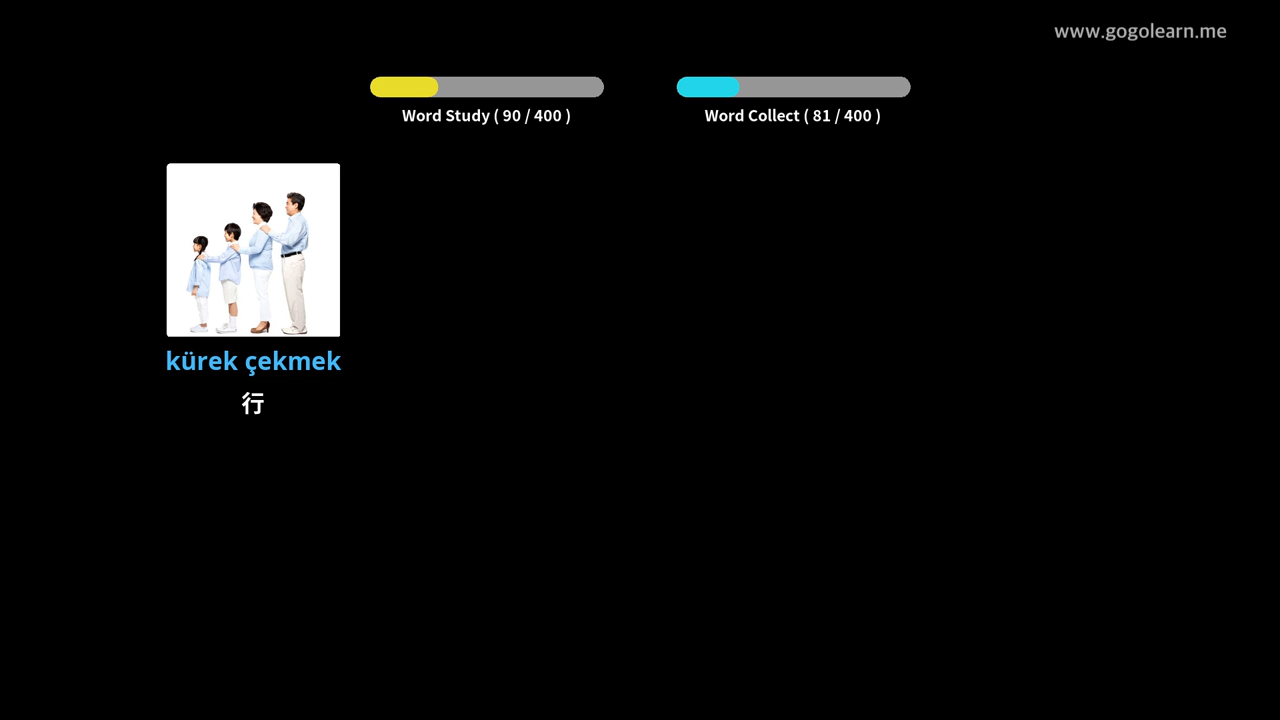 www.gogolearn.me
Word Study ( 90 / 400 )
Word Collect ( 81 / 400 )
kürek çekmek
行